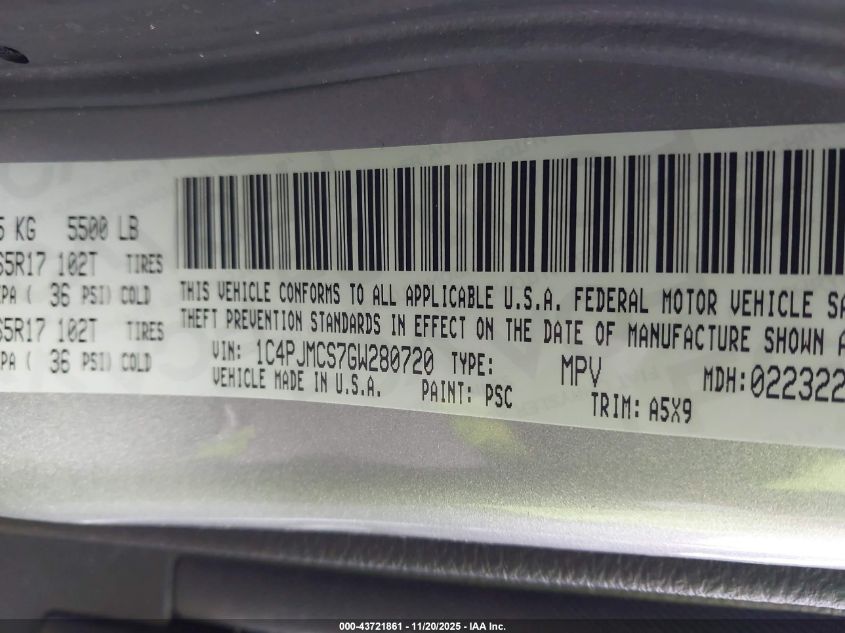 5 KG 5500 LB
S5R17 102T TIRES
PA ( 36 PSI) COLD
S5R17 102T TIRES
PA ( 36 PSI) COLD
THIS VEHICLE CONFORMS TO ALL APPLICABLE U.S.A. FEDERAL MOTOR VEHICLE SA
THEFT PREVENTION STANDARDS IN EFFECT ON THE DATE OF MANUFACTURE SHOWN A
VIN: 1C4PJMCS7GW280720 TYPE: MPV MDH: 022322
VEHICLE MADE IN U.S.A. PAINT: PSC TRIM: A5X9
000-43721861 - 11/20/2025 - IAA Inc.